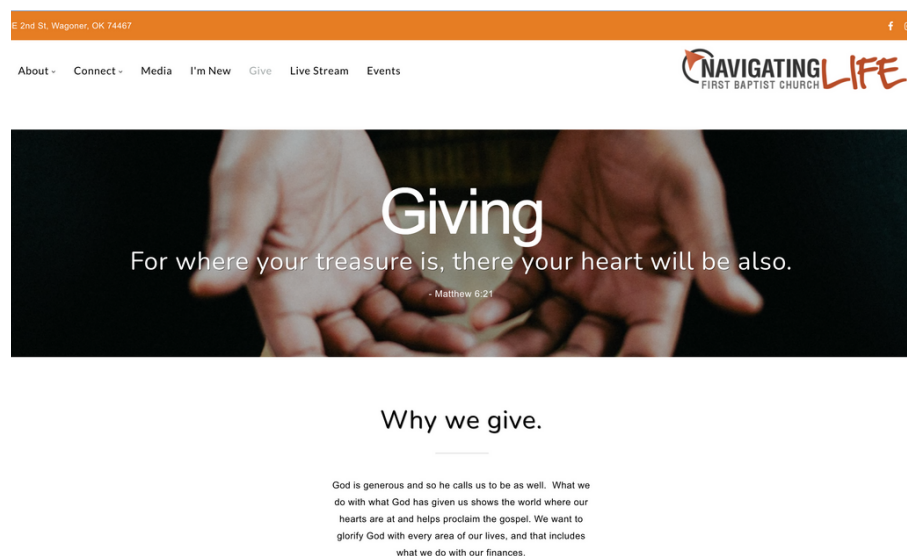 E 2nd St, Wagoner, OK 74467
About Connect Media I'm New Give Live Stream Events
NAVIGATING LIFE
FIRST BAPTIST CHURCH
Giving
For where your treasure is, there your heart will be also.
- Matthew 6:21
Why we give.
God is generous and so he calls us to be as well. What we
do with what God has given us shows the world where our
hearts are at and helps proclaim the gospel. We want to
glorify God with every area of our lives, and that includes
what we do with our finances.